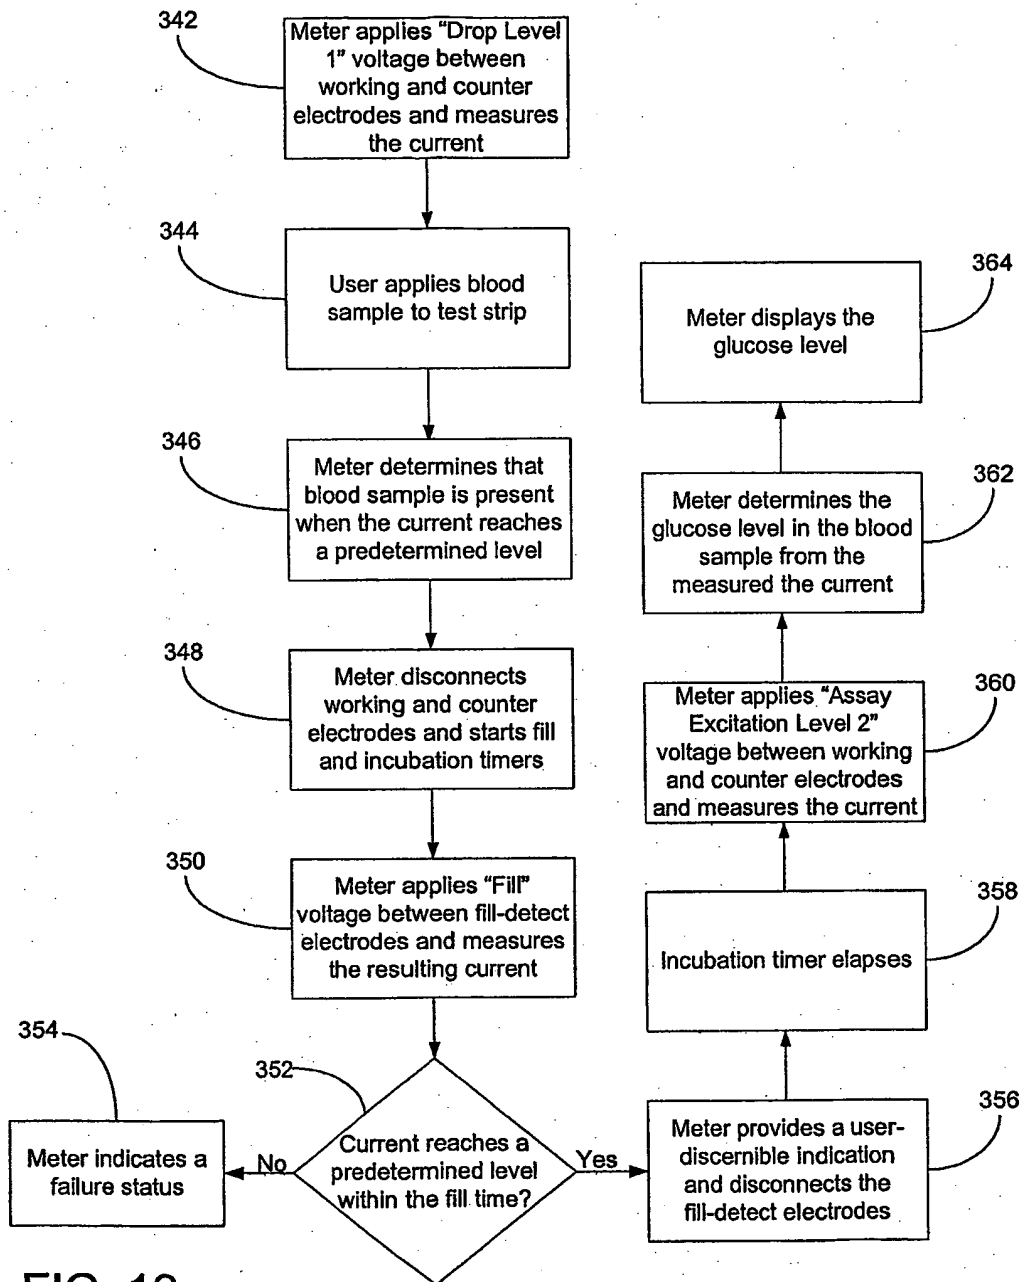 342
Meter applies "Drop Level
1" voltage between
working and counter
electrodes and measures
the current
344
User applies blood
sample to test strip
346
Meter determines that
blood sample is present
when the current reaches
a predetermined level
348
Meter disconnects
working and counter
electrodes and starts fill
and incubation timers
350
Meter applies "Fill"
voltage between fill-detect
electrodes and measures
the resulting current
352
Current reaches a
predetermined level
within the fill time?
No
354
Meter indicates a
failure status
Yes
356
Meter provides a user-
discernible indication
and disconnects the
fill-detect electrodes
358
Incubation timer elapses
360
Meter applies "Assay
Excitation Level 2"
voltage between working
and counter electrodes
and measures the current
362
Meter determines the
glucose level in the blood
sample from the
measured the current
364
Meter displays the
glucose level